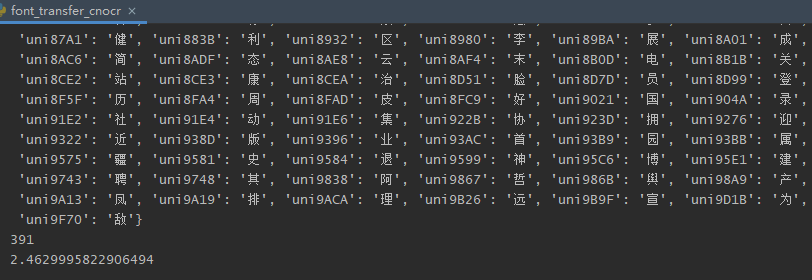 font_transfer_cnocr ×
'uni87A1': '健', 'uni883B': '利', 'uni8932': '区', 'uni8980': '李', 'uni89BA': '展', 'uni8A01': '成',
'uni8AC6': '简', 'uni8ADF': '态', 'uni8AE8': '云', 'uni8AF4': '末', 'uni8B0D': '电', 'uni8B1B': '关',
'uni8CE2': '站', 'uni8CE3': '康', 'uni8CEA': '治', 'uni8D51': '脸', 'uni8D7D': '员', 'uni8D99': '登',
'uni8F5F': '历', 'uni8FA4': '周', 'uni8FAD': '皮', 'uni8FC9': '好', 'uni9021': '国', 'uni904A': '录',
'uni91E2': '社', 'uni91E4': '动', 'uni91E6': '集', 'uni922B': '协', 'uni923D': '拥', 'uni9276': '迎',
'uni9322': '近', 'uni938D': '版', 'uni9396': '业', 'uni93AC': '首', 'uni93B9': '园', 'uni93BB': '属',
'uni9575': '疆', 'uni9581': '史', 'uni9584': '退', 'uni9599': '神', 'uni95C6': '博', 'uni95E1': '建',
'uni9743': '聘', 'uni9748': '其', 'uni9838': '阿', 'uni9867': '哲', 'uni986B': '舆', 'uni98A9': '产',
'uni9A13': '凤', 'uni9A19': '排', 'uni9ACA': '理', 'uni9B26': '远', 'uni9B9F': '宣', 'uni9D1B': '为',
'uni9F70': '敌'}
391
2.4629995822906494